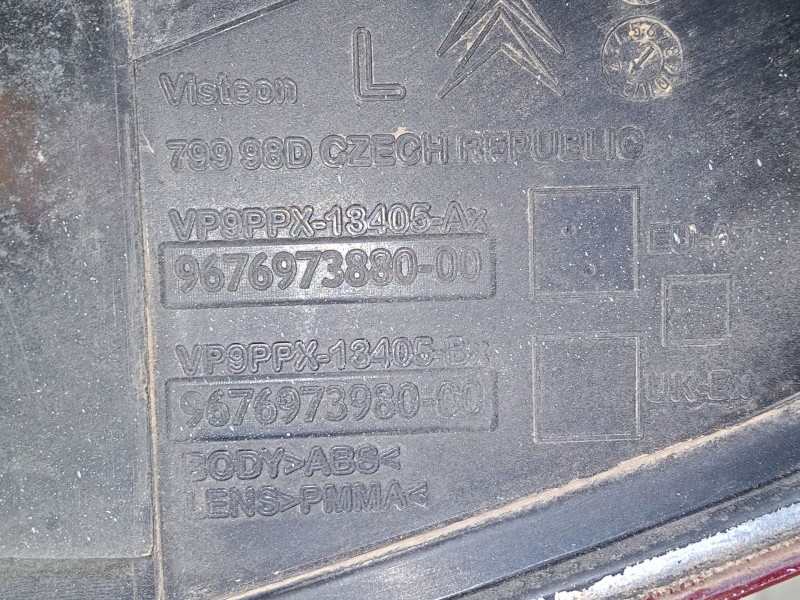 Visteon L
799 98D CZECH REPUBLIC
VP9PPX-13405-Ax
9676973880-00
VP9PPX-13405-Bx
9676973980-00
UK-Bx
BODY>ABS<
LENS>PMMA<